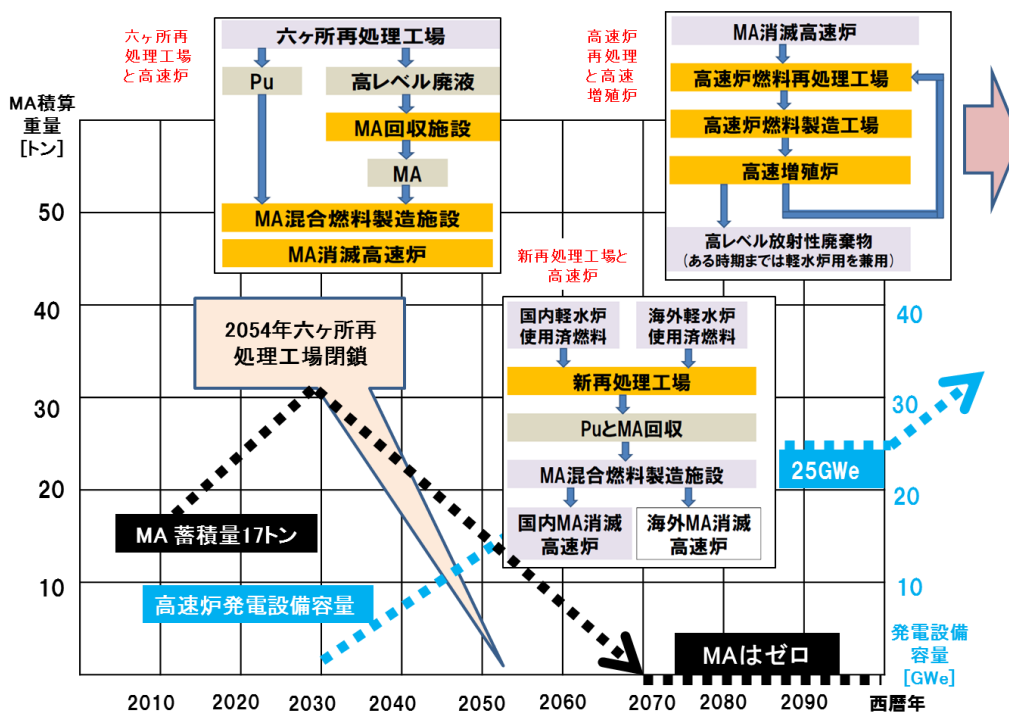 六ヶ所再
処理工場
と高速炉
六ヶ所再処理工場
Pu
高レベル廃液
MA回収施設
MA
MA混合燃料製造施設
MA消滅高速炉
高速炉
再処理
と高速
増殖炉
MA消滅高速炉
高速炉燃料再処理工場
高速炉燃料製造工場
高速増殖炉
高レベル放射性廃棄物
(ある時期までは軽水炉用を兼用)
MA積算
重量
[トン]
50
40
30
20
10
新再処理工場と
高速炉
国内軽水炉
使用済燃料
海外軽水炉
使用済燃料
新再処理工場
PuとMA回収
MA混合燃料製造施設
国内MA消滅
高速炉
海外MA消滅
高速炉
2054年六ヶ所再
処理工場閉鎖
MA 蓄積量17トン
高速炉発電設備容量
25GWe
MAはゼロ
40
30
20
10
発電設備
容量
[GWe]
2010
2020
2030
2040
2050
2060
2070
2080
2090
西暦年